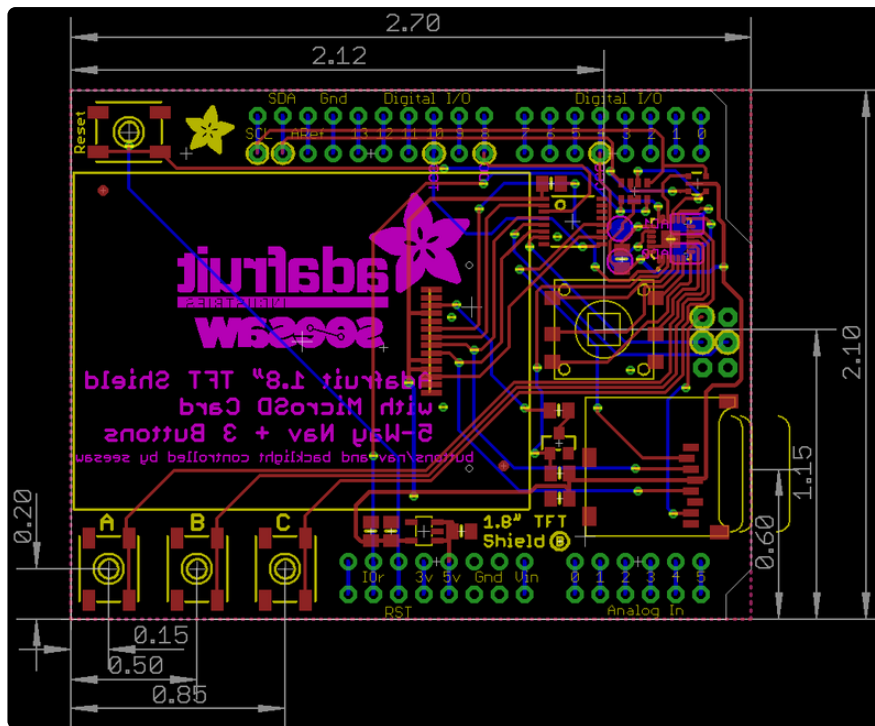 2.70
2.12
SDA Gnd Digital I/O Digital I/O
Reset
SCL ARef 13 12 11 10 9 8 7 6 5 4 3 2 1 0
adafruit
INDUSTRIES
seesaw
Adafruit 1.8" TFT Shield
with MicroSD Card
5-Way Nav + 3 Buttons
buttons/nav and backlight controlled by seesaw
2.10
1.15
0.60
0.20
A B C
1.8" TFT
Shield B
IOr 3v 5v Gnd Vin 0 1 2 3 4 5
RST Analog In
0.15
0.50
0.85